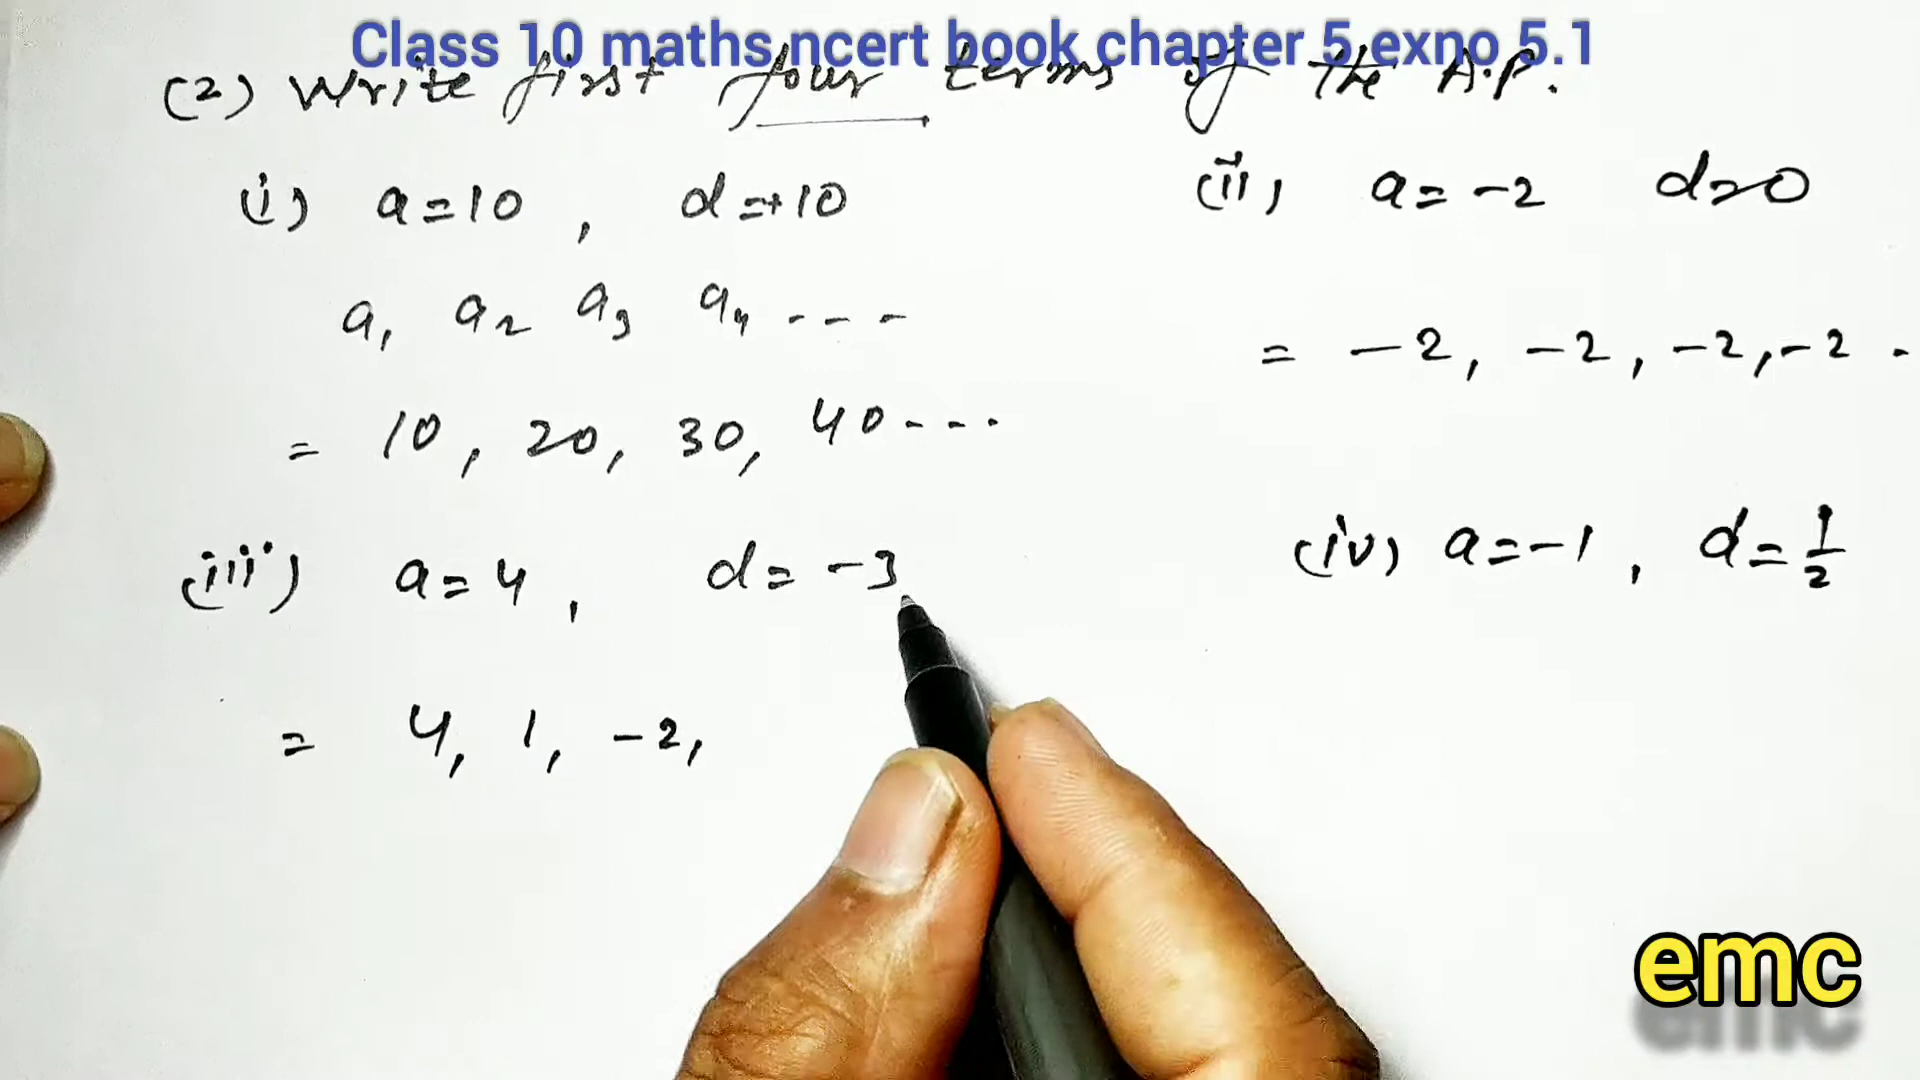 Class 10 maths ncert book chapter 5 exno 5.1
(2) Write first four terms of the A.P.
(i) a=10 , d=+10
a1 a2 a3 a4 ---
= 10, 20, 30, 40---
(ii) a=-2 d=0
= -2, -2, -2, -2 .
(iii) a=4, d=-3
= 4, 1, -2,
(iv) a=-1, d=1/2
emc